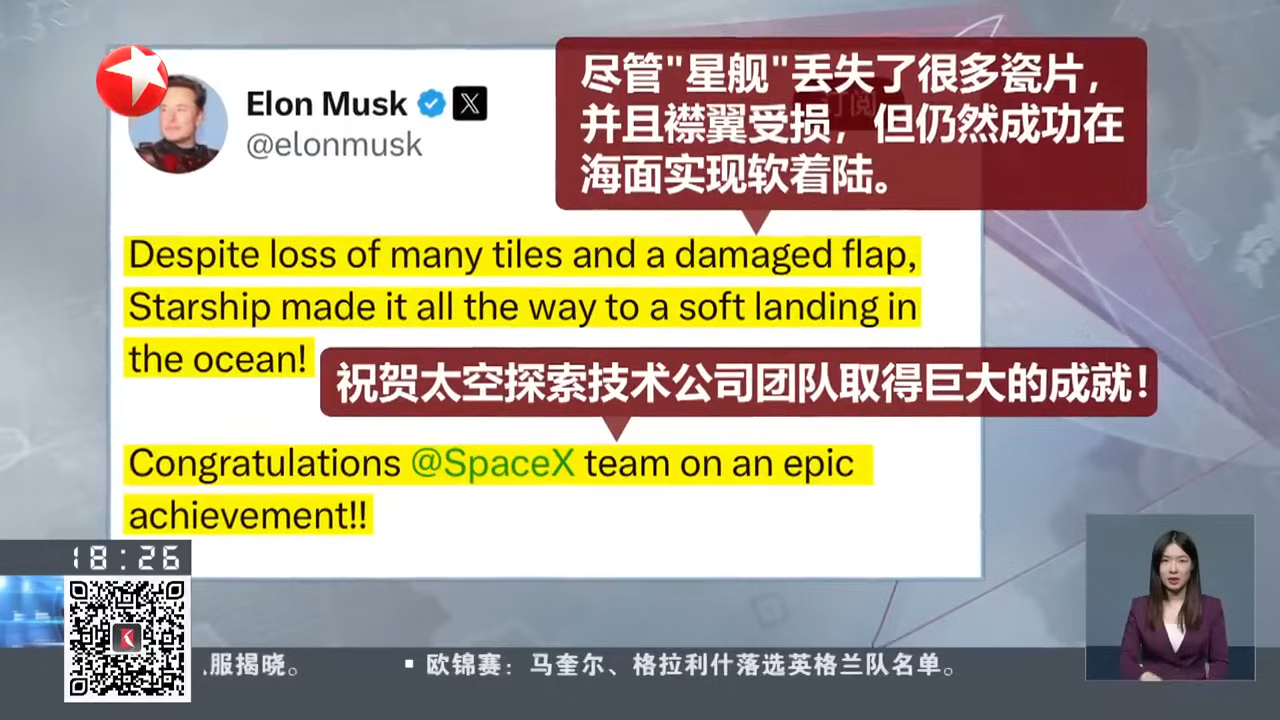 Elon Musk
@elonmusk
尽管"星舰"丢失了很多瓷片，
并且襟翼受损，但仍然成功在
海面实现软着陆。
Despite loss of many tiles and a damaged flap,
Starship made it all the way to a soft landing in
the ocean!
祝贺太空探索技术公司团队取得巨大的成就！
Congratulations @SpaceX team on an epic
achievement!!
18:26
服揭晓。 ▪ 欧锦赛：马奎尔、格拉利什落选英格兰队名单。